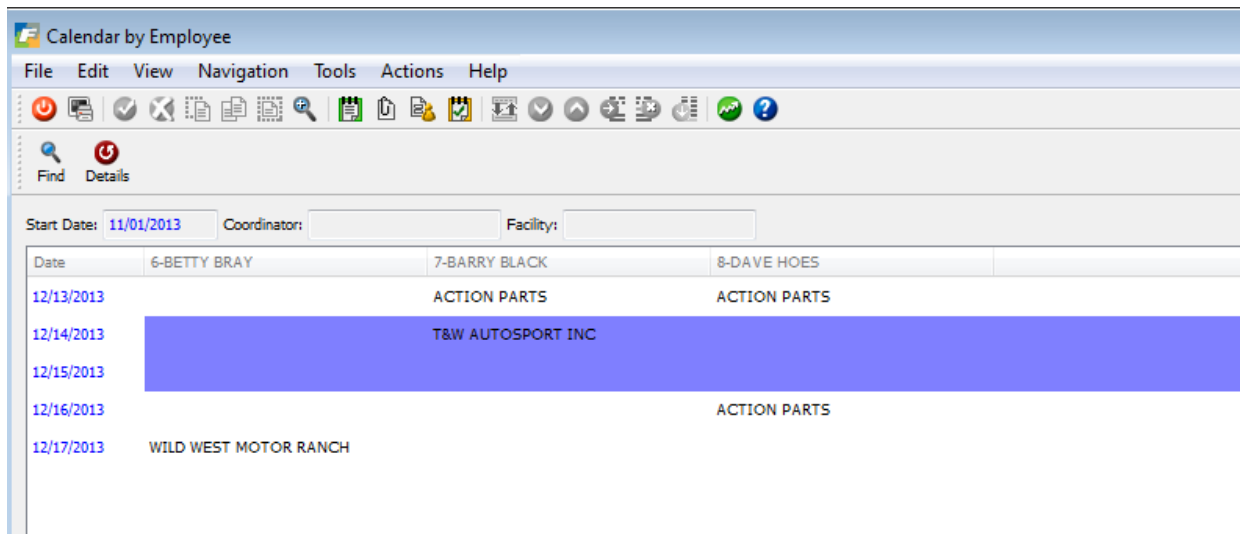 Calendar by Employee
File Edit View Navigation Tools Actions Help
Find Details
Start Date: 11/01/2013 Coordinator: Facility:
Date 6-BETTY BRAY 7-BARRY BLACK 8-DAVE HOES
12/13/2013 ACTION PARTS ACTION PARTS
12/14/2013 T&W AUTOSPORT INC
12/15/2013
12/16/2013 ACTION PARTS
12/17/2013 WILD WEST MOTOR RANCH